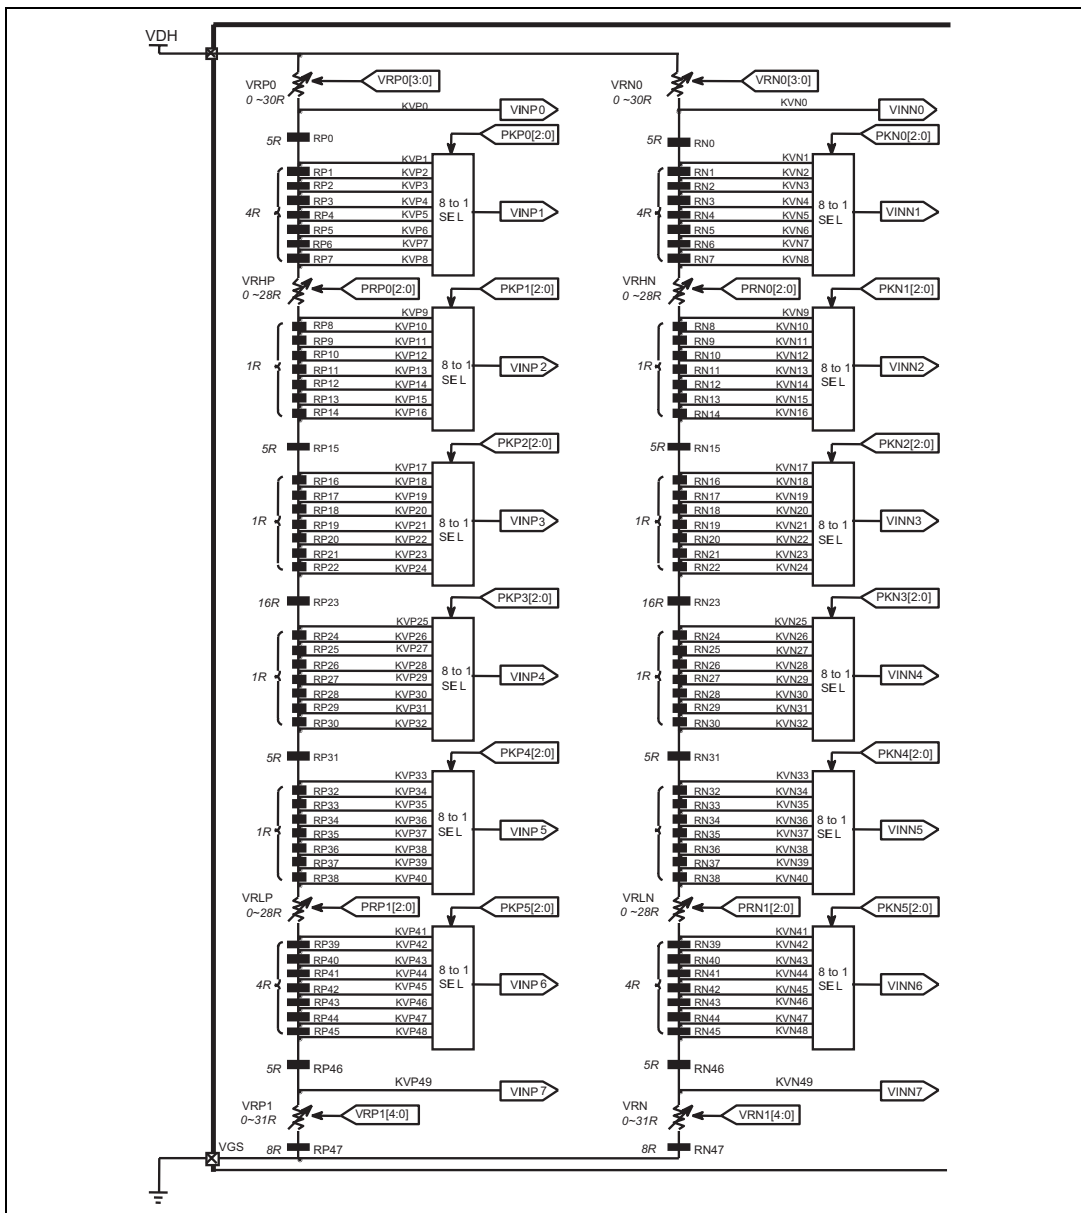 VDH
VRP0
0 ~30R
VRP0[3:0]
KVP0
VINP0
5R
RP0
PKP0[2:0]
KVP1
RP1
KVP2
RP2
KVP3
RP3
KVP4
RP4
KVP5
RP5
KVP6
RP6
KVP7
RP7
KVP8
4R
8 to 1
SEL
VINP1
VRHP
0 ~28R
PRP0[2:0]
PKP1[2:0]
KVP9
RP8
KVP10
RP9
KVP11
RP10
KVP12
RP11
KVP13
RP12
KVP14
RP13
KVP15
RP14
KVP16
1R
8 to 1
SEL
VINP 2
5R
RP15
PKP2[2:0]
KVP17
RP16
KVP18
RP17
KVP19
RP18
KVP20
RP19
KVP21
RP20
KVP22
RP21
KVP23
RP22
KVP24
1R
8 to 1
SEL
VINP3
16R
RP23
PKP3[2:0]
KVP25
RP24
KVP26
RP25
KVP27
RP26
KVP28
RP27
KVP29
RP28
KVP30
RP29
KVP31
RP30
KVP32
1R
8 to 1
SEL
VINP4
5R
RP31
PKP4[2:0]
KVP33
RP32
KVP34
RP33
KVP35
RP34
KVP36
RP35
KVP37
RP36
KVP38
RP37
KVP39
RP38
KVP40
1R
8 to 1
SEL
VINP 5
VRLP
0~28R
PRP1[2:0]
PKP5[2:0]
KVP41
RP39
KVP42
RP40
KVP43
RP41
KVP44
RP42
KVP45
RP43
KVP46
RP44
KVP47
RP45
KVP48
4R
8 to 1
SEL
VINP 6
5R
RP46
KVP49
VINP 7
VRP1
0~31R
VRP1[4:0]
VGS
8R
RP47
VRN0
0 ~30R
VRN0[3:0]
KVN0
VINN0
5R
RN0
PKN0[2:0]
KVN1
RN1
KVN2
RN2
KVN3
RN3
KVN4
RN4
KVN5
RN5
KVN6
RN6
KVN7
RN7
KVN8
4R
8 to 1
SEL
VINN1
VRHN
0 ~28R
PRN0[2:0]
PKN1[2:0]
KVN9
RN8
KVN10
RN9
KVN11
RN10
KVN12
RN11
KVN13
RN12
KVN14
RN13
KVN15
RN14
KVN16
1R
8 to 1
SEL
VINN2
5R
RN15
PKN2[2:0]
KVN17
RN16
KVN18
RN17
KVN19
RN18
KVN20
RN19
KVN21
RN20
KVN22
RN21
KVN23
RN22
KVN24
1R
8 to 1
SEL
VINN3
16R
RN23
PKN3[2:0]
KVN25
RN24
KVN26
RN25
KVN27
RN26
KVN28
RN27
KVN29
RN28
KVN30
RN29
KVN31
RN30
KVN32
1R
8 to 1
SEL
VINN4
5R
RN31
PKN4[2:0]
KVN33
RN32
KVN34
RN33
KVN35
RN34
KVN36
RN35
KVN37
RN36
KVN38
RN37
KVN39
RN38
KVN40
8 to 1
SEL
VINN5
VRLN
0 ~28R
PRN1[2:0]
PKN5[2:0]
KVN41
RN39
KVN42
RN40
KVN43
RN41
KVN44
RN42
KVN45
RN43
KVN46
RN44
KVN47
RN45
KVN48
4R
8 to 1
SEL
VINN6
5R
RN46
KVN49
VINN7
VRN
0~31R
VRN1[4:0]
8R
RN47